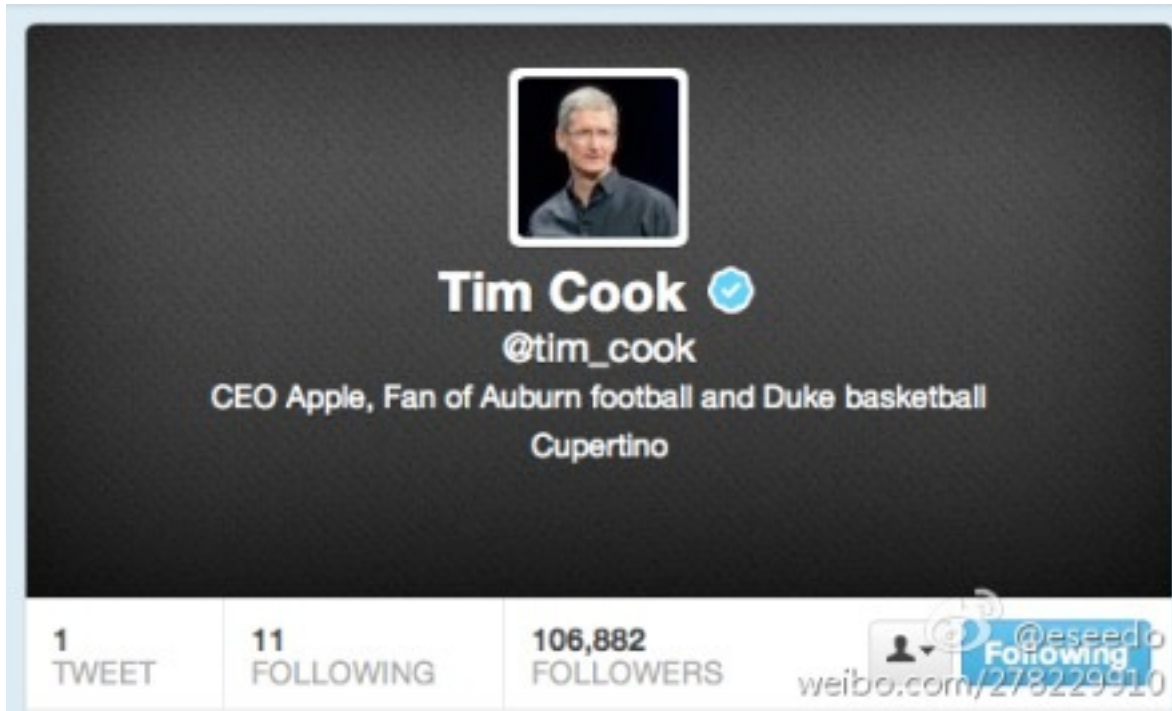 Tim Cook
@tim_cook
CEO Apple, Fan of Auburn football and Duke basketball
Cupertino
1
TWEET
11
FOLLOWING
106,882
FOLLOWERS
Following
@eseedo
weibo.com/278229910